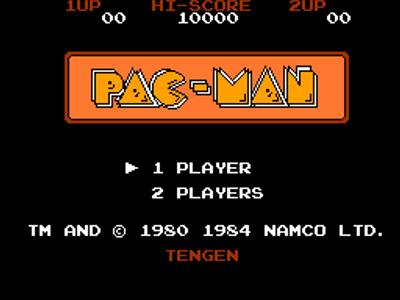 1UP HI-SCORE 2UP
00 10000 00
PAC-MAN
1 PLAYER
2 PLAYERS
TM AND © 1980 1984 NAMCO LTD.
TENGEN